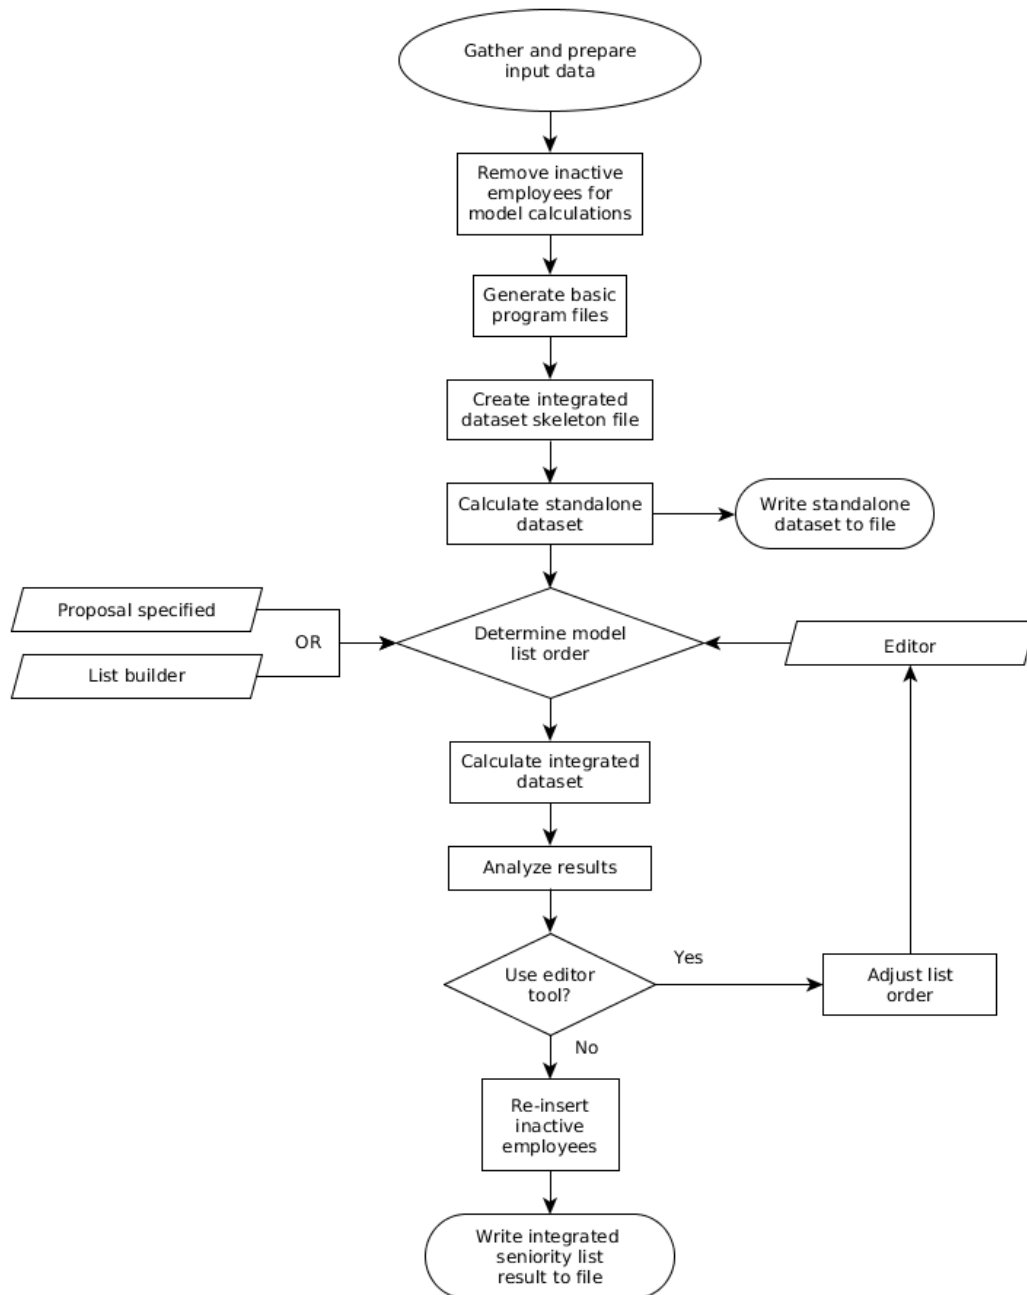 Gather and prepare
input data
Remove inactive
employees for
model calculations
Generate basic
program files
Create integrated
dataset skeleton file
Calculate standalone
dataset
Write standalone
dataset to file
Proposal specified
OR
List builder
Determine model
list order
Editor
Calculate integrated
dataset
Analyze results
Use editor
tool?
Yes
Adjust list
order
No
Re-insert
inactive
employees
Write integrated
seniority list
result to file